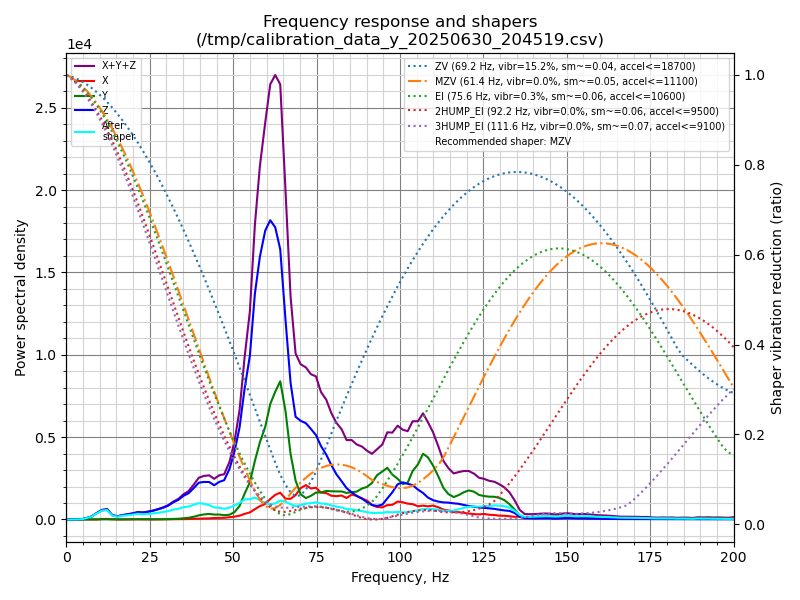 Frequency response and shapers
(/tmp/calibration_data_y_20250630_204519.csv)
1e4
X+Y+Z
X
Y
Z
After
shaper
ZV (69.2 Hz, vibr=15.2%, sm~=0.04, accel<=18700)
MZV (61.4 Hz, vibr=0.0%, sm~=0.05, accel<=11100)
EI (75.6 Hz, vibr=0.3%, sm~=0.06, accel<=10600)
2HUMP_EI (92.2 Hz, vibr=0.0%, sm~=0.06, accel<=9500)
3HUMP_EI (111.6 Hz, vibr=0.0%, sm~=0.07, accel<=9100)
Recommended shaper: MZV
Power spectral density
2.5
2.0
1.5
1.0
0.5
0.0
1.0
0.8
0.6
0.4
0.2
0.0
Shaper vibration reduction (ratio)
0 25 50 75 100 125 150 175 200
Frequency, Hz